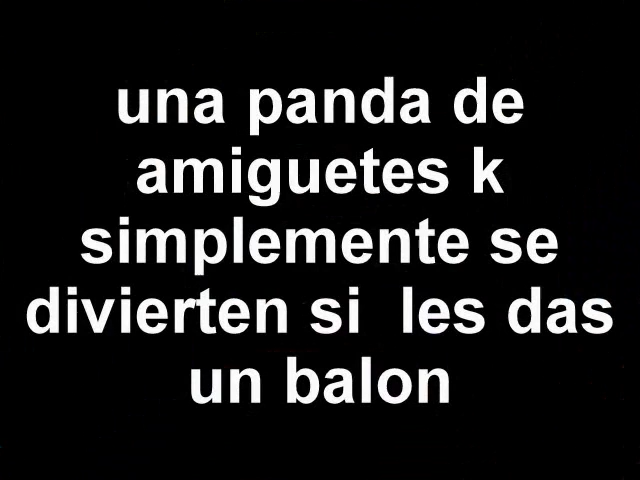 una panda de
amiguetes k
simplemente se
divierten si  les das
un balon